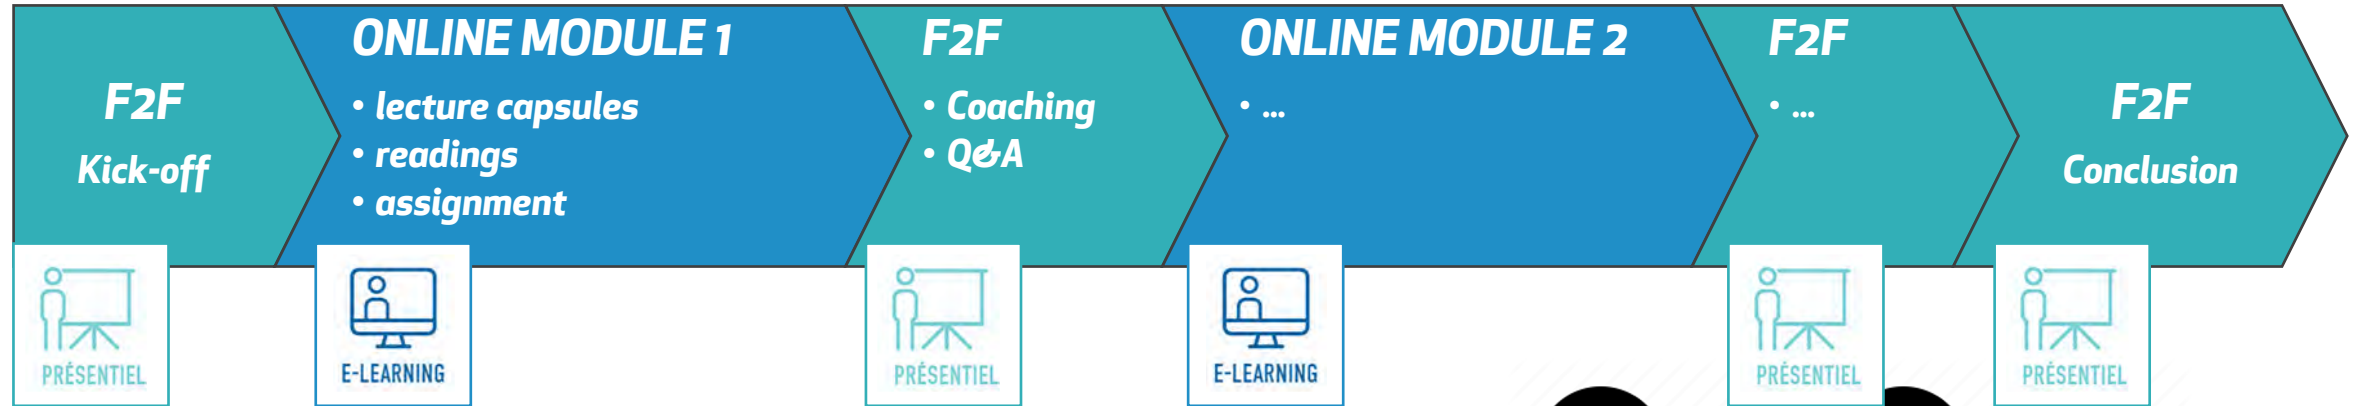 F2F
Kick-off
ONLINE MODULE 1
• lecture capsules
• readings
• assignment
F2F
• Coaching
• Q&A
ONLINE MODULE 2
• ...
F2F
• ...
F2F
Conclusion
PRÉSENTIEL
E-LEARNING
PRÉSENTIEL
E-LEARNING
PRÉSENTIEL
PRÉSENTIEL